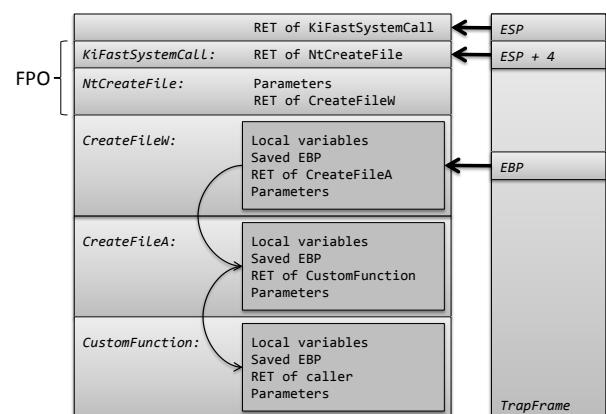 RET of KiFastSystemCall
ESP
FPO
KiFastSystemCall: RET of NtCreateFile
ESP + 4
NtCreateFile: Parameters
RET of CreateFileW
CreateFileW:
Local variables
Saved EBP
RET of CreateFileA
Parameters
EBP
CreateFileA:
Local variables
Saved EBP
RET of CustomFunction
Parameters
CustomFunction:
Local variables
Saved EBP
RET of caller
Parameters
TrapFrame